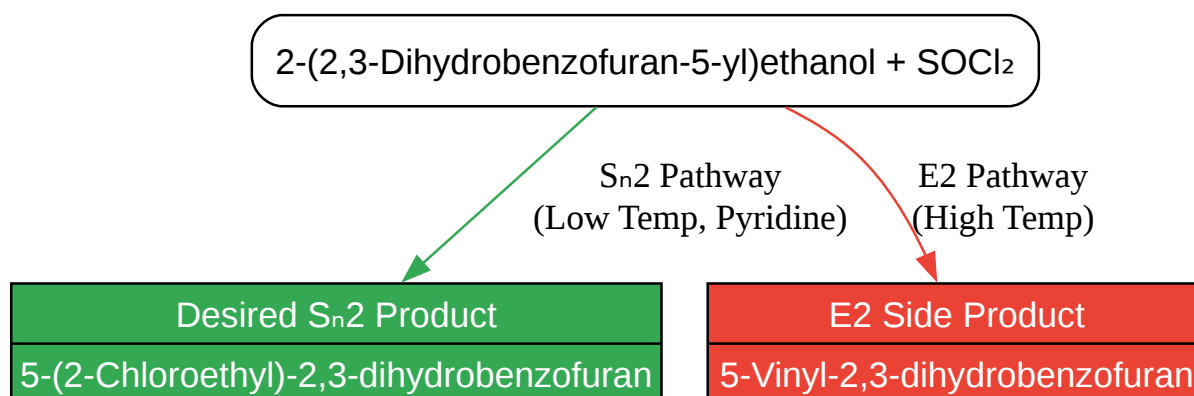 2-(2,3-Dihydrobenzofuran-5-yl)ethanol + SOCl₂
Sₙ2 Pathway
(Low Temp, Pyridine)
E2 Pathway
(High Temp)
Desired Sₙ2 Product
5-(2-Chloroethyl)-2,3-dihydrobenzofuran
E2 Side Product
5-Vinyl-2,3-dihydrobenzofuran